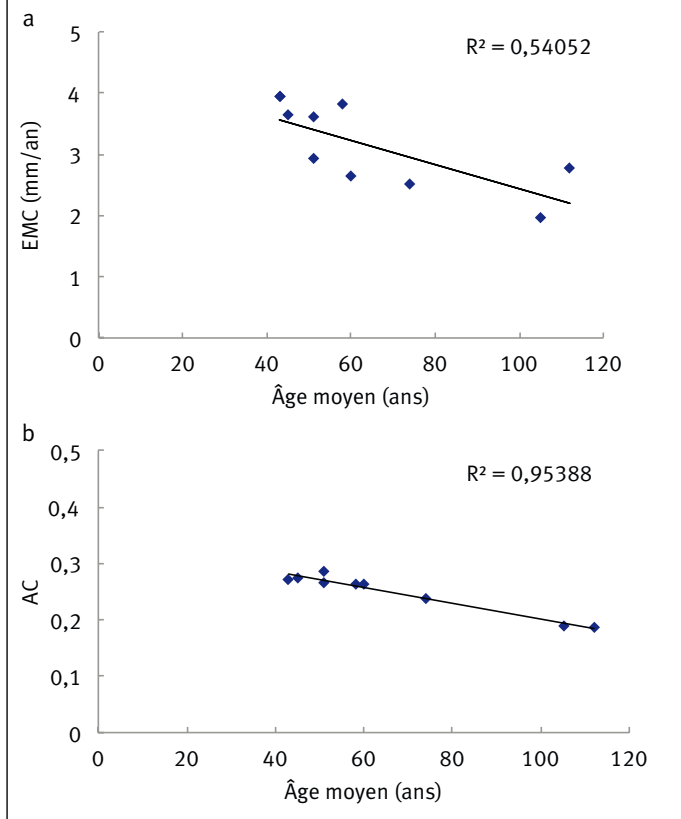 a
R² = 0,54052
EMC (mm/an)
5
4
3
2
1
0
0 20 40 60 80 100 120
Âge moyen (ans)
b
R² = 0,95388
AC
0,5
0,4
0,3
0,2
0,1
0
0 20 40 60 80 100 120
Âge moyen (ans)